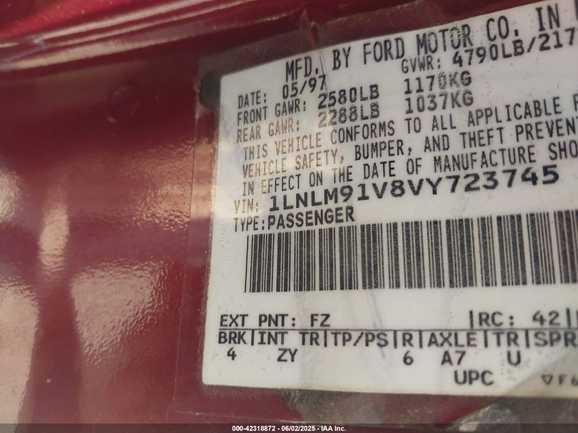 MFD. BY FORD MOTOR CO. IN
DATE: 05/97 GVWR: 4790LB/217
FRONT GAWR: 2580LB 1170KG
REAR GAWR: 2288LB 1037KG
THIS VEHICLE CONFORMS TO ALL APPLICABLE F
VEHICLE SAFETY, BUMPER, AND THEFT PREVEN
IN EFFECT ON THE DATE OF MANUFACTURE SHO
VIN: 1LNLM91V8VY723745
TYPE: PASSENGER
EXT PNT: FZ |RC: 42|
BRK|INT TR|TP/PS|R|AXLE|TR|SPR
4 ZY 6 A7 U
UPC
000-42318872 - 06/02/2025 - IAA Inc.